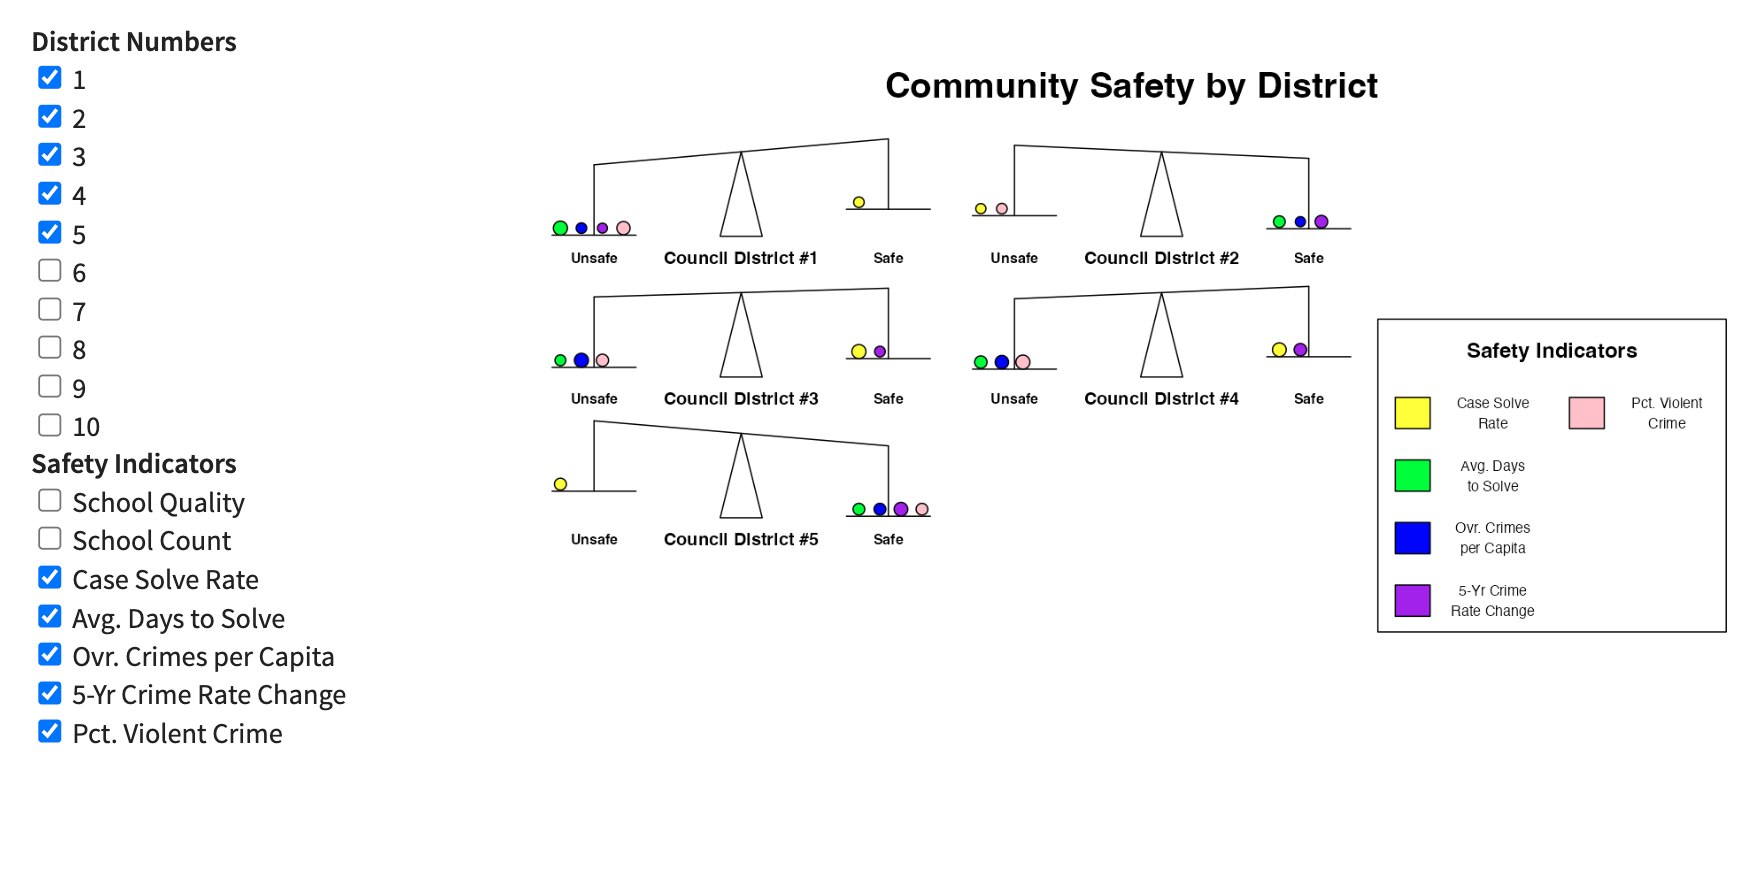 District Numbers
1
2
3
4
5
6
7
8
9
10
Safety Indicators
School Quality
School Count
Case Solve Rate
Avg. Days to Solve
Ovr. Crimes per Capita
5-Yr Crime Rate Change
Pct. Violent Crime
Community Safety by District
Unsafe Council District #1 Safe
Unsafe Council District #2 Safe
Unsafe Council District #3 Safe
Unsafe Council District #4 Safe
Unsafe Council District #5 Safe
Safety Indicators
Case Solve
Rate
Pct. Violent
Crime
Avg. Days
to Solve
Ovr. Crimes
per Capita
5-Yr Crime
Rate Change